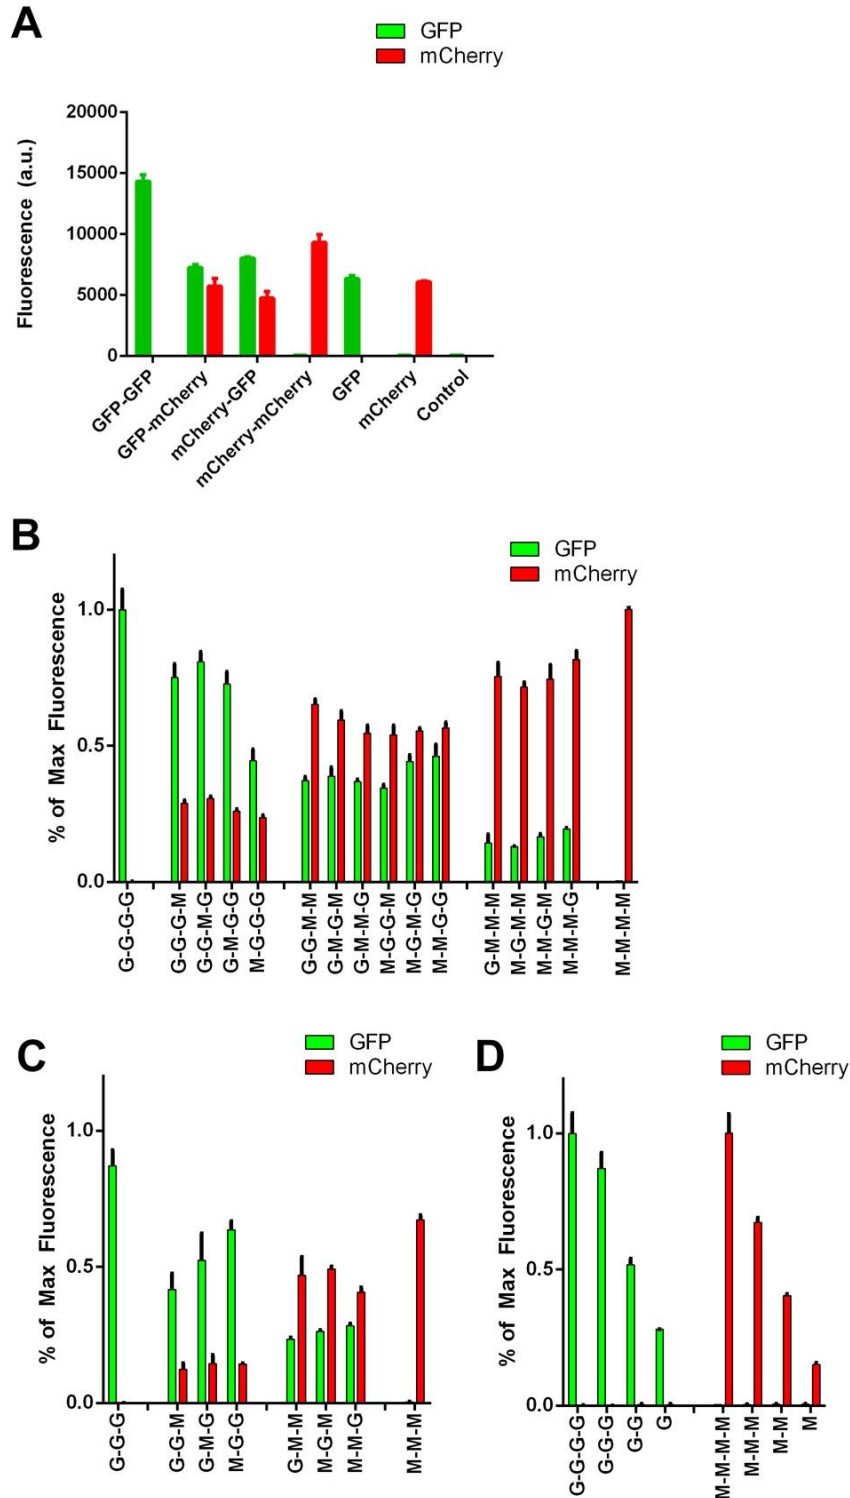 A
GFP
mCherry
Fluorescence (a.u.)
20000
15000
10000
5000
0
GFP-GFP
GFP-mCherry
mCherry-GFP
mCherry-mCherry
GFP
mCherry
Control
B
GFP
mCherry
% of Max Fluorescence
1.0
0.5
0.0
G-G-G-G
G-G-G-M
G-G-M-G
G-M-G-G
M-G-G-G
G-G-M-M
G-M-G-M
G-M-M-G
M-G-G-M
M-G-M-G
M-M-G-G
G-M-M-M
M-G-M-M
M-M-G-M
M-M-M-G
M-M-M-M
C
GFP
mCherry
% of Max Fluorescence
1.0
0.5
0.0
G-G-G
G-G-M
G-M-G
M-G-G
G-M-M
M-G-M
M-M-G
M-M-M
D
GFP
mCherry
% of Max Fluorescence
1.0
0.5
0.0
G-G-G-G
G-G-G
G-G
G
M-M-M-M
M-M-M
M-M
M